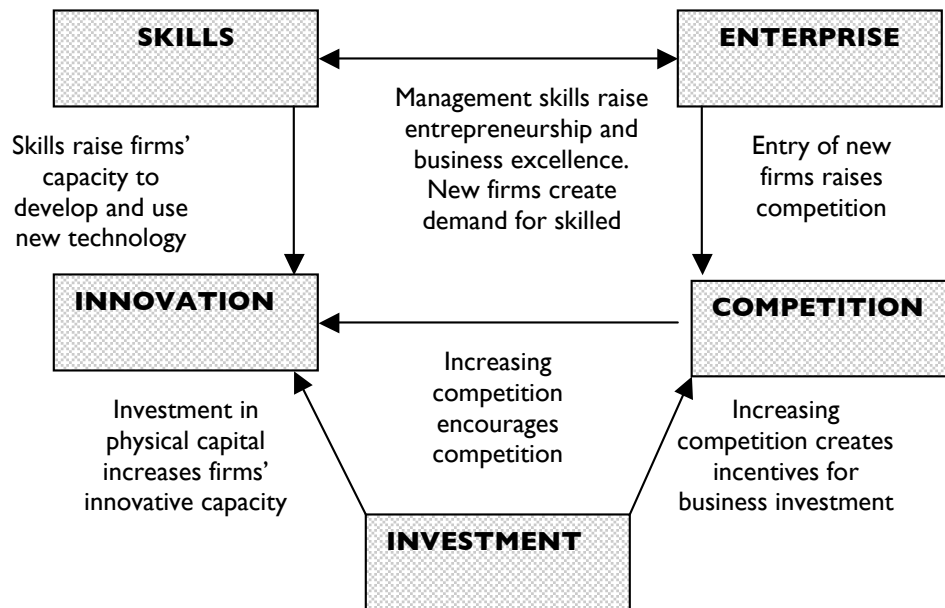 SKILLS
ENTERPRISE
Management skills raise
entrepreneurship and
business excellence.
New firms create
demand for skilled
Skills raise firms’
capacity to
develop and use
new technology
Entry of new
firms raises
competition
INNOVATION
COMPETITION
Increasing
competition
encourages
competition
Investment in
physical capital
increases firms’
innovative capacity
Increasing
competition creates
incentives for
business investment
INVESTMENT